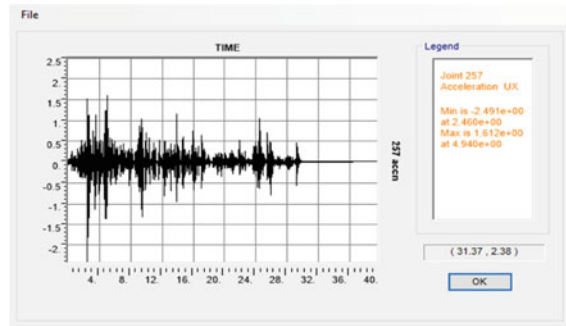 File
TIME
2.5
2.
1.5
1.
0.5
0.
-0.5
-1.
-1.5
-2.
4. 8. 12. 16. 20. 24. 28. 32. 36. 40.
257 accn
Legend
Joint 257
Acceleration UX
Min is -2.491e+00
at 2.460e+00
Max is 1.612e+00
at 4.940e+00
( 31.37 , 2.38 )
OK